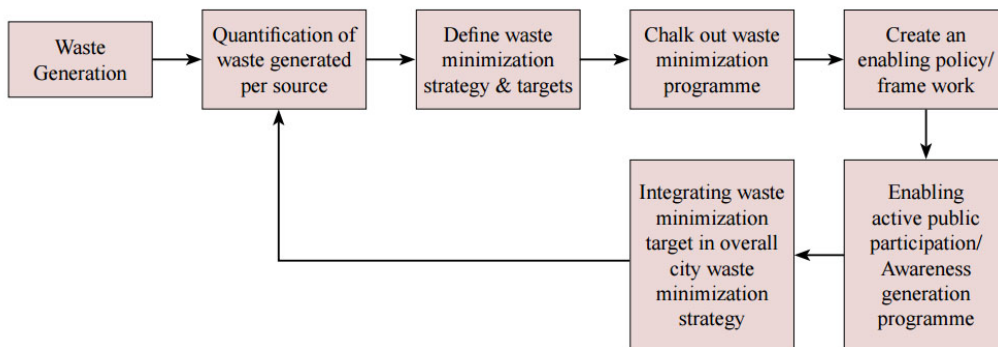 Waste
Generation
Quantification of
waste generated
per source
Define waste
minimization
strategy & targets
Chalk out waste
minimization
programme
Create an
enabling policy/
frame work
Integrating waste
minimization
target in overall
city waste
minimization
strategy
Enabling
active public
participation/
Awareness
generation
programme